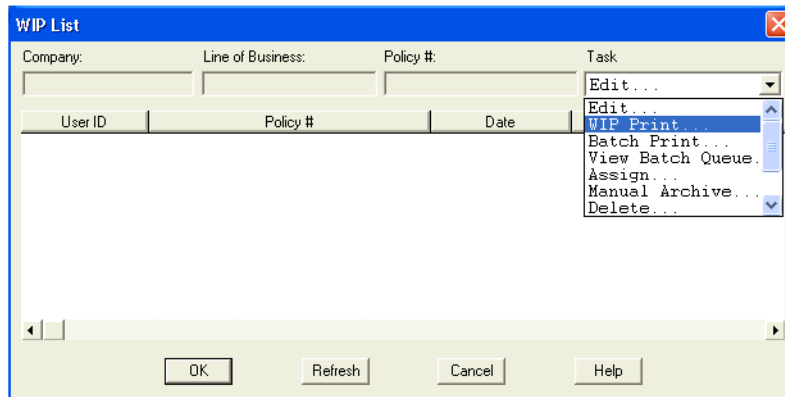 WIP List
Company: Line of Business: Policy #: Task
Edit...
User ID Policy # Date
Edit...
WIP Print...
Batch Print...
View Batch Queue.
Assign...
Manual Archive...
Delete...
OK Refresh Cancel Help